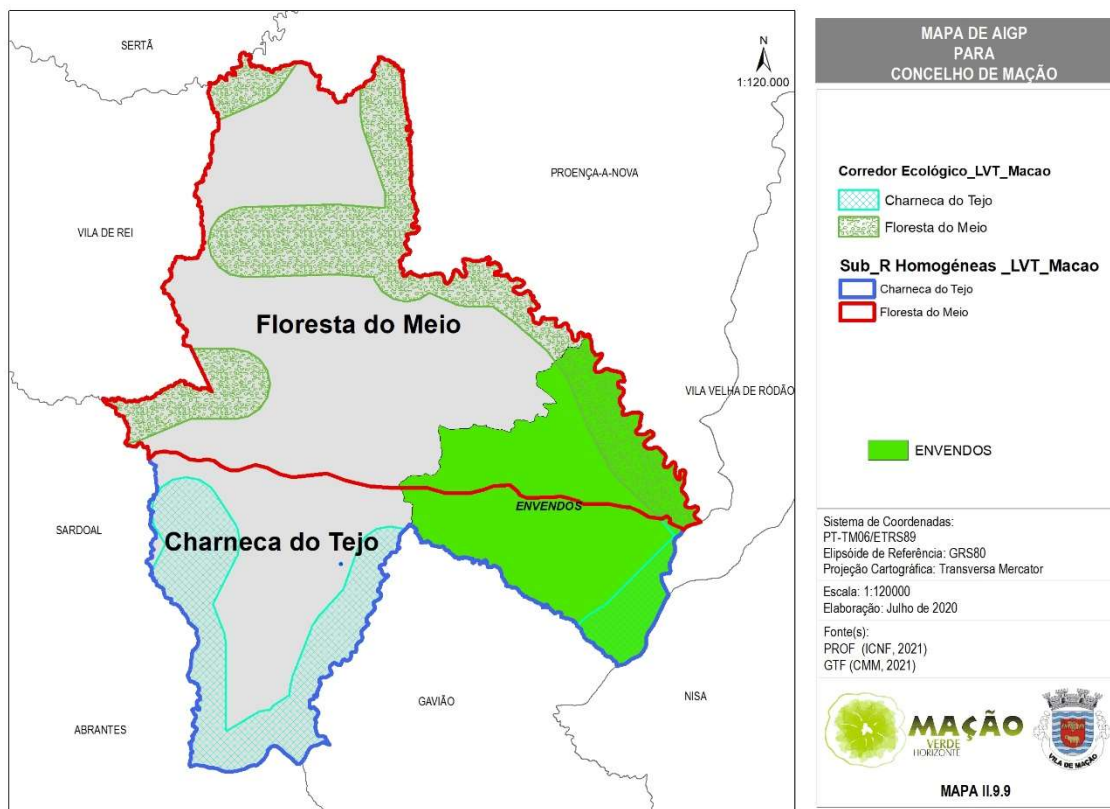 SERTÃ
N
1:120.000
PROENÇA-A-NOVA
VILA DE REI
Floresta do Meio
VILA VELHA DE RÓDÃO
ENVENDOS
SARDOAL
Charneca do Tejo
GAVIÃO
NISA
ABRANTES
MAPA DE AIGP
PARA
CONCELHO DE MAÇÃO
Corredor Ecológico_LVT_Macao
Charneca do Tejo
Floresta do Meio
Sub_R Homogéneas _LVT_Macao
Charneca do Tejo
Floresta do Meio
ENVENDOS
Sistema de Coordenadas:
PT-TM06/ETRS89
Elipsóide de Referência: GRS80
Projeção Cartográfica: Transversa Mercator
Escala: 1:120000
Elaboração: Julho de 2020
Fonte(s):
PROF (ICNF, 2021)
GTF (CMM, 2021)
MAÇÃO
VERDE
HORIZONTE
VILA DE MAÇÃO
MAPA II.9.9